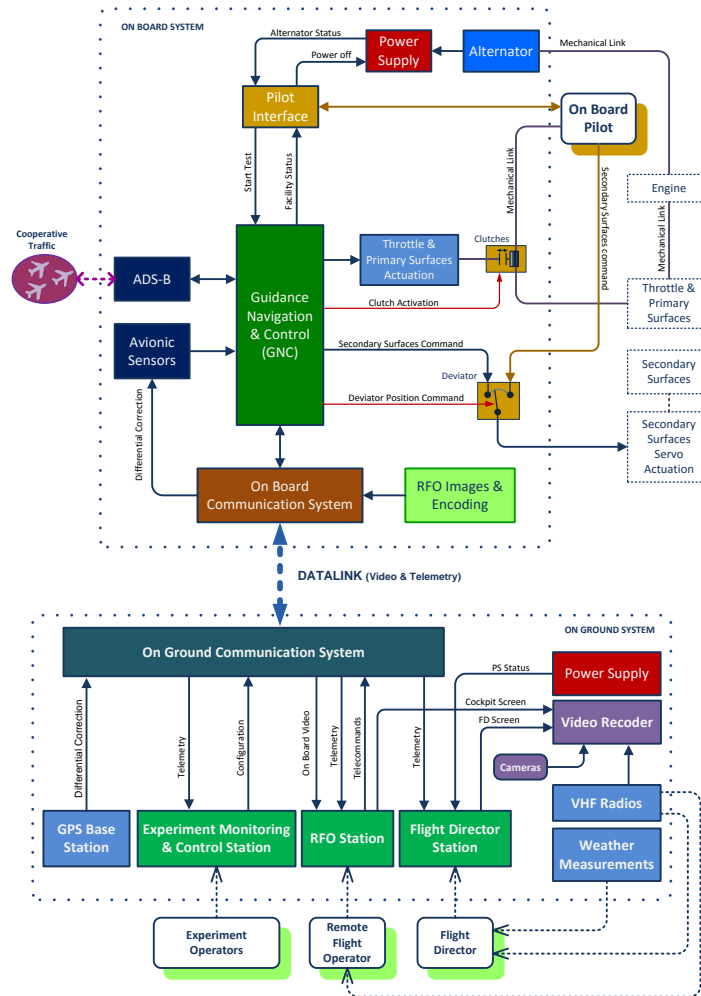 ON BOARD SYSTEM
Alternator Status
Power off
Power
Supply
Alternator
Mechanical Link
Pilot
Interface
On Board
Pilot
Start Test
Facility Status
Mechanical Link
Secondary Surfaces command
Engine
Mechanical Link
Cooperative
Traffic
ADS-B
Guidance
Navigation
& Control
(GNC)
Throttle &
Primary Surfaces
Actuation
Clutches
Clutch Activation
Throttle &
Primary
Surfaces
Avionic
Sensors
Secondary Surfaces Command
Deviator
Deviator Position Command
Secondary
Surfaces
Secondary
Surfaces
Servo
Actuation
Differential Correction
On Board
Communication System
RFO Images &
Encoding
DATALINK (Video & Telemetry)
ON GROUND SYSTEM
On Ground Communication System
PS Status
Power Supply
Cockpit Screen
FD Screen
Video Recoder
Cameras
Differential Correction
Telemetry
Configuration
On Board Video
Telemetry
Telecommands
Telemetry
VHF Radios
GPS Base
Station
Experiment Monitoring
& Control Station
RFO Station
Flight Director
Station
Weather
Measurements
Experiment
Operators
Remote
Flight
Operator
Flight
Director